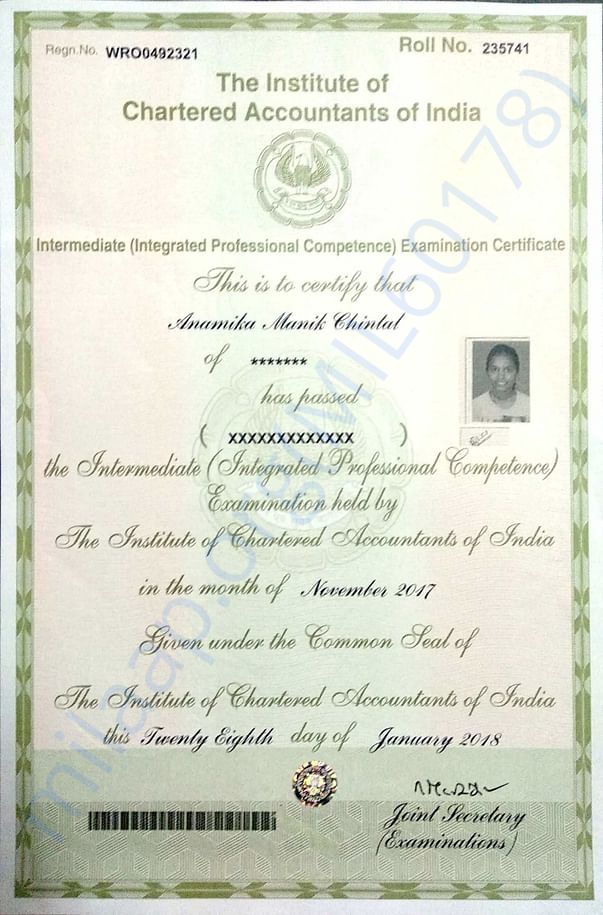 Regn.No. WRO0492321
Roll No. 235741
The Institute of
Chartered Accountants of India
Intermediate (Integrated Professional Competence) Examination Certificate
This is to certify that
Anamika Manik Chintal
of *******
has passed
( XXXXXXXXXXXXX )
the Intermediate (Integrated Professional Competence)
Examination held by
The Institute of Chartered Accountants of India
in the month of November 2017
Given under the Common Seal of
The Institute of Chartered Accountants of India
this Twenty Eighth day of January 2018
Joint Secretary
(Examinations)
milaap.org(MIL60178)